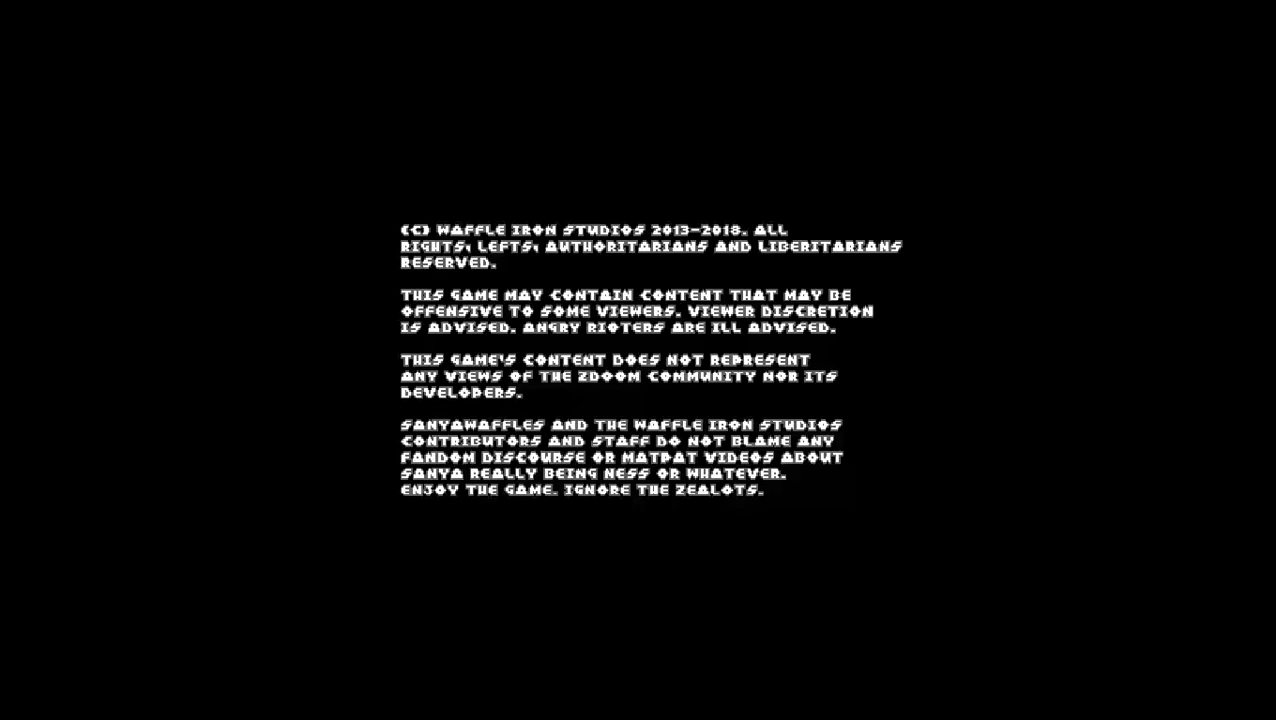 (C) WAFFLE IRON STUDIOS 2013-2018. ALL
RIGHTS, LEFTS, AUTHORITARIANS AND LIBERITARIANS
RESERVED.
THIS GAME MAY CONTAIN CONTENT THAT MAY BE
OFFENSIVE TO SOME VIEWERS. VIEWER DISCRETION
IS ADVISED. ANGRY RIOTERS ARE ILL ADVISED.
THIS GAME'S CONTENT DOES NOT REPRESENT
ANY VIEWS OF THE ZDOOM COMMUNITY NOR ITS
DEVELOPERS.
SANYAWAFFLES AND THE WAFFLE IRON STUDIOS
CONTRIBUTORS AND STAFF DO NOT BLAME ANY
FANDOM DISCOURSE OR MATPAT VIDEOS ABOUT
SANYA REALLY BEING NESS OR WHATEVER.
ENJOY THE GAME. IGNORE THE ZEALOTS.